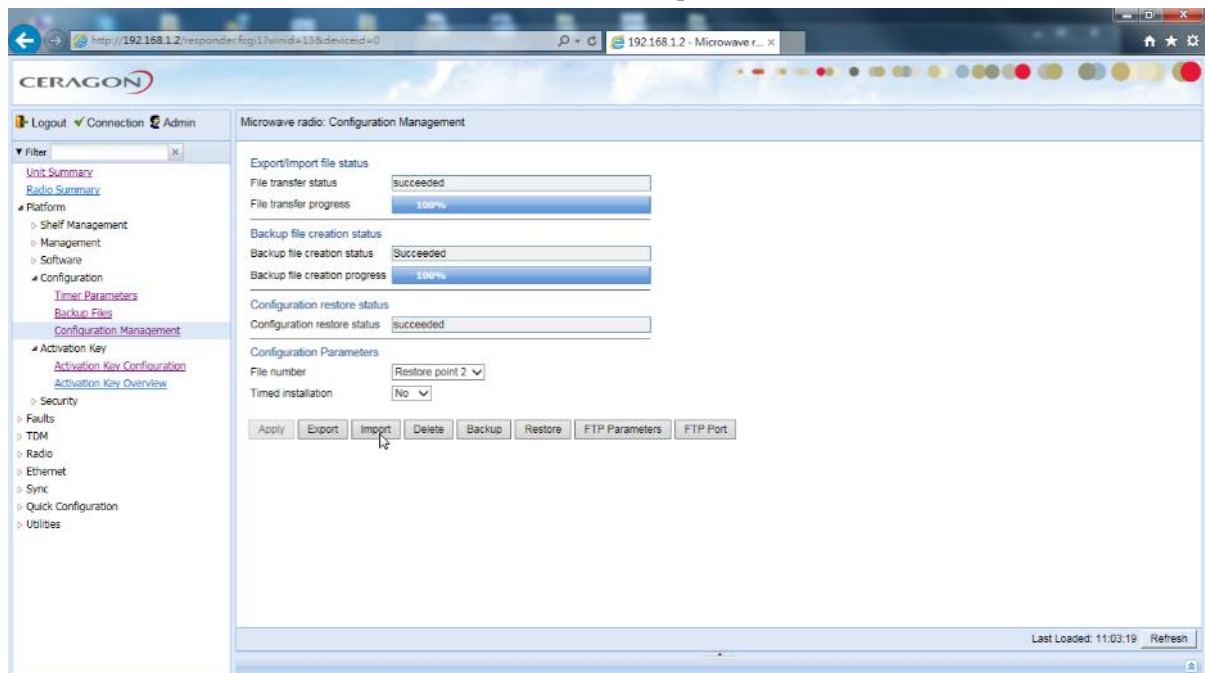 http://192.168.1.2/responder.fcgi1?winid=13&deviceid=0
192.168.1.2 - Microwave r...
CERAGON
Logout Connection Admin
Microwave radio: Configuration Management
Filter
Unit Summary
Radio Summary
Platform
Shelf Management
Management
Software
Configuration
Timer Parameters
Backup Files
Configuration Management
Activation Key
Activation Key Configuration
Activation Key Overview
Security
Faults
TDM
Radio
Ethernet
Sync
Quick Configuration
Utilities
Export/Import file status
File transfer status succeeded
File transfer progress 100%
Backup file creation status
Backup file creation status Succeeded
Backup file creation progress 100%
Configuration restore status
Configuration restore status succeeded
Configuration Parameters
File number Restore point 2
Timed installation No
Apply Export Import Delete Backup Restore FTP Parameters FTP Port
Last Loaded: 11:03:19 Refresh